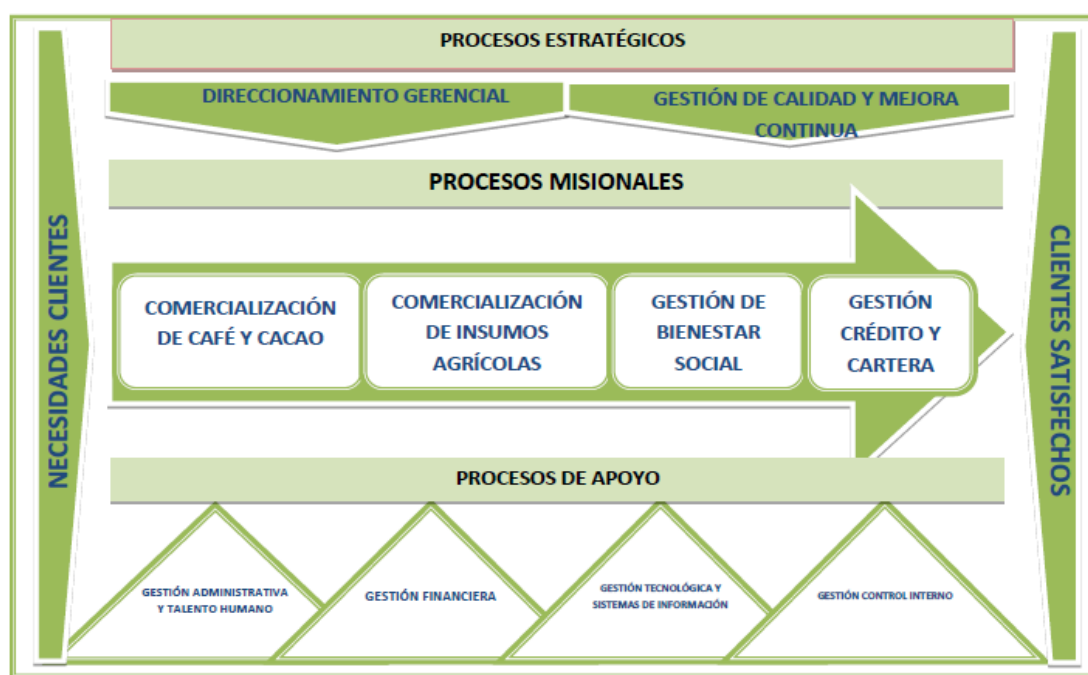 PROCESOS ESTRATÉGICOS
DIRECCIONAMIENTO GERENCIAL
GESTIÓN DE CALIDAD Y MEJORA
CONTINUA
NECESIDADES CLIENTES
PROCESOS MISIONALES
COMERCIALIZACIÓN
DE CAFÉ Y CACAO
COMERCIALIZACIÓN
DE INSUMOS
AGRÍCOLAS
GESTIÓN DE
BIENESTAR
SOCIAL
GESTIÓN
CRÉDITO Y
CARTERA
CLIENTES SATISFECHOS
PROCESOS DE APOYO
GESTIÓN ADMINISTRATIVA
Y TALENTO HUMANO
GESTIÓN FINANCIERA
GESTIÓN TECNOLÓGICA Y
SISTEMAS DE INFORMACIÓN
GESTIÓN CONTROL INTERNO